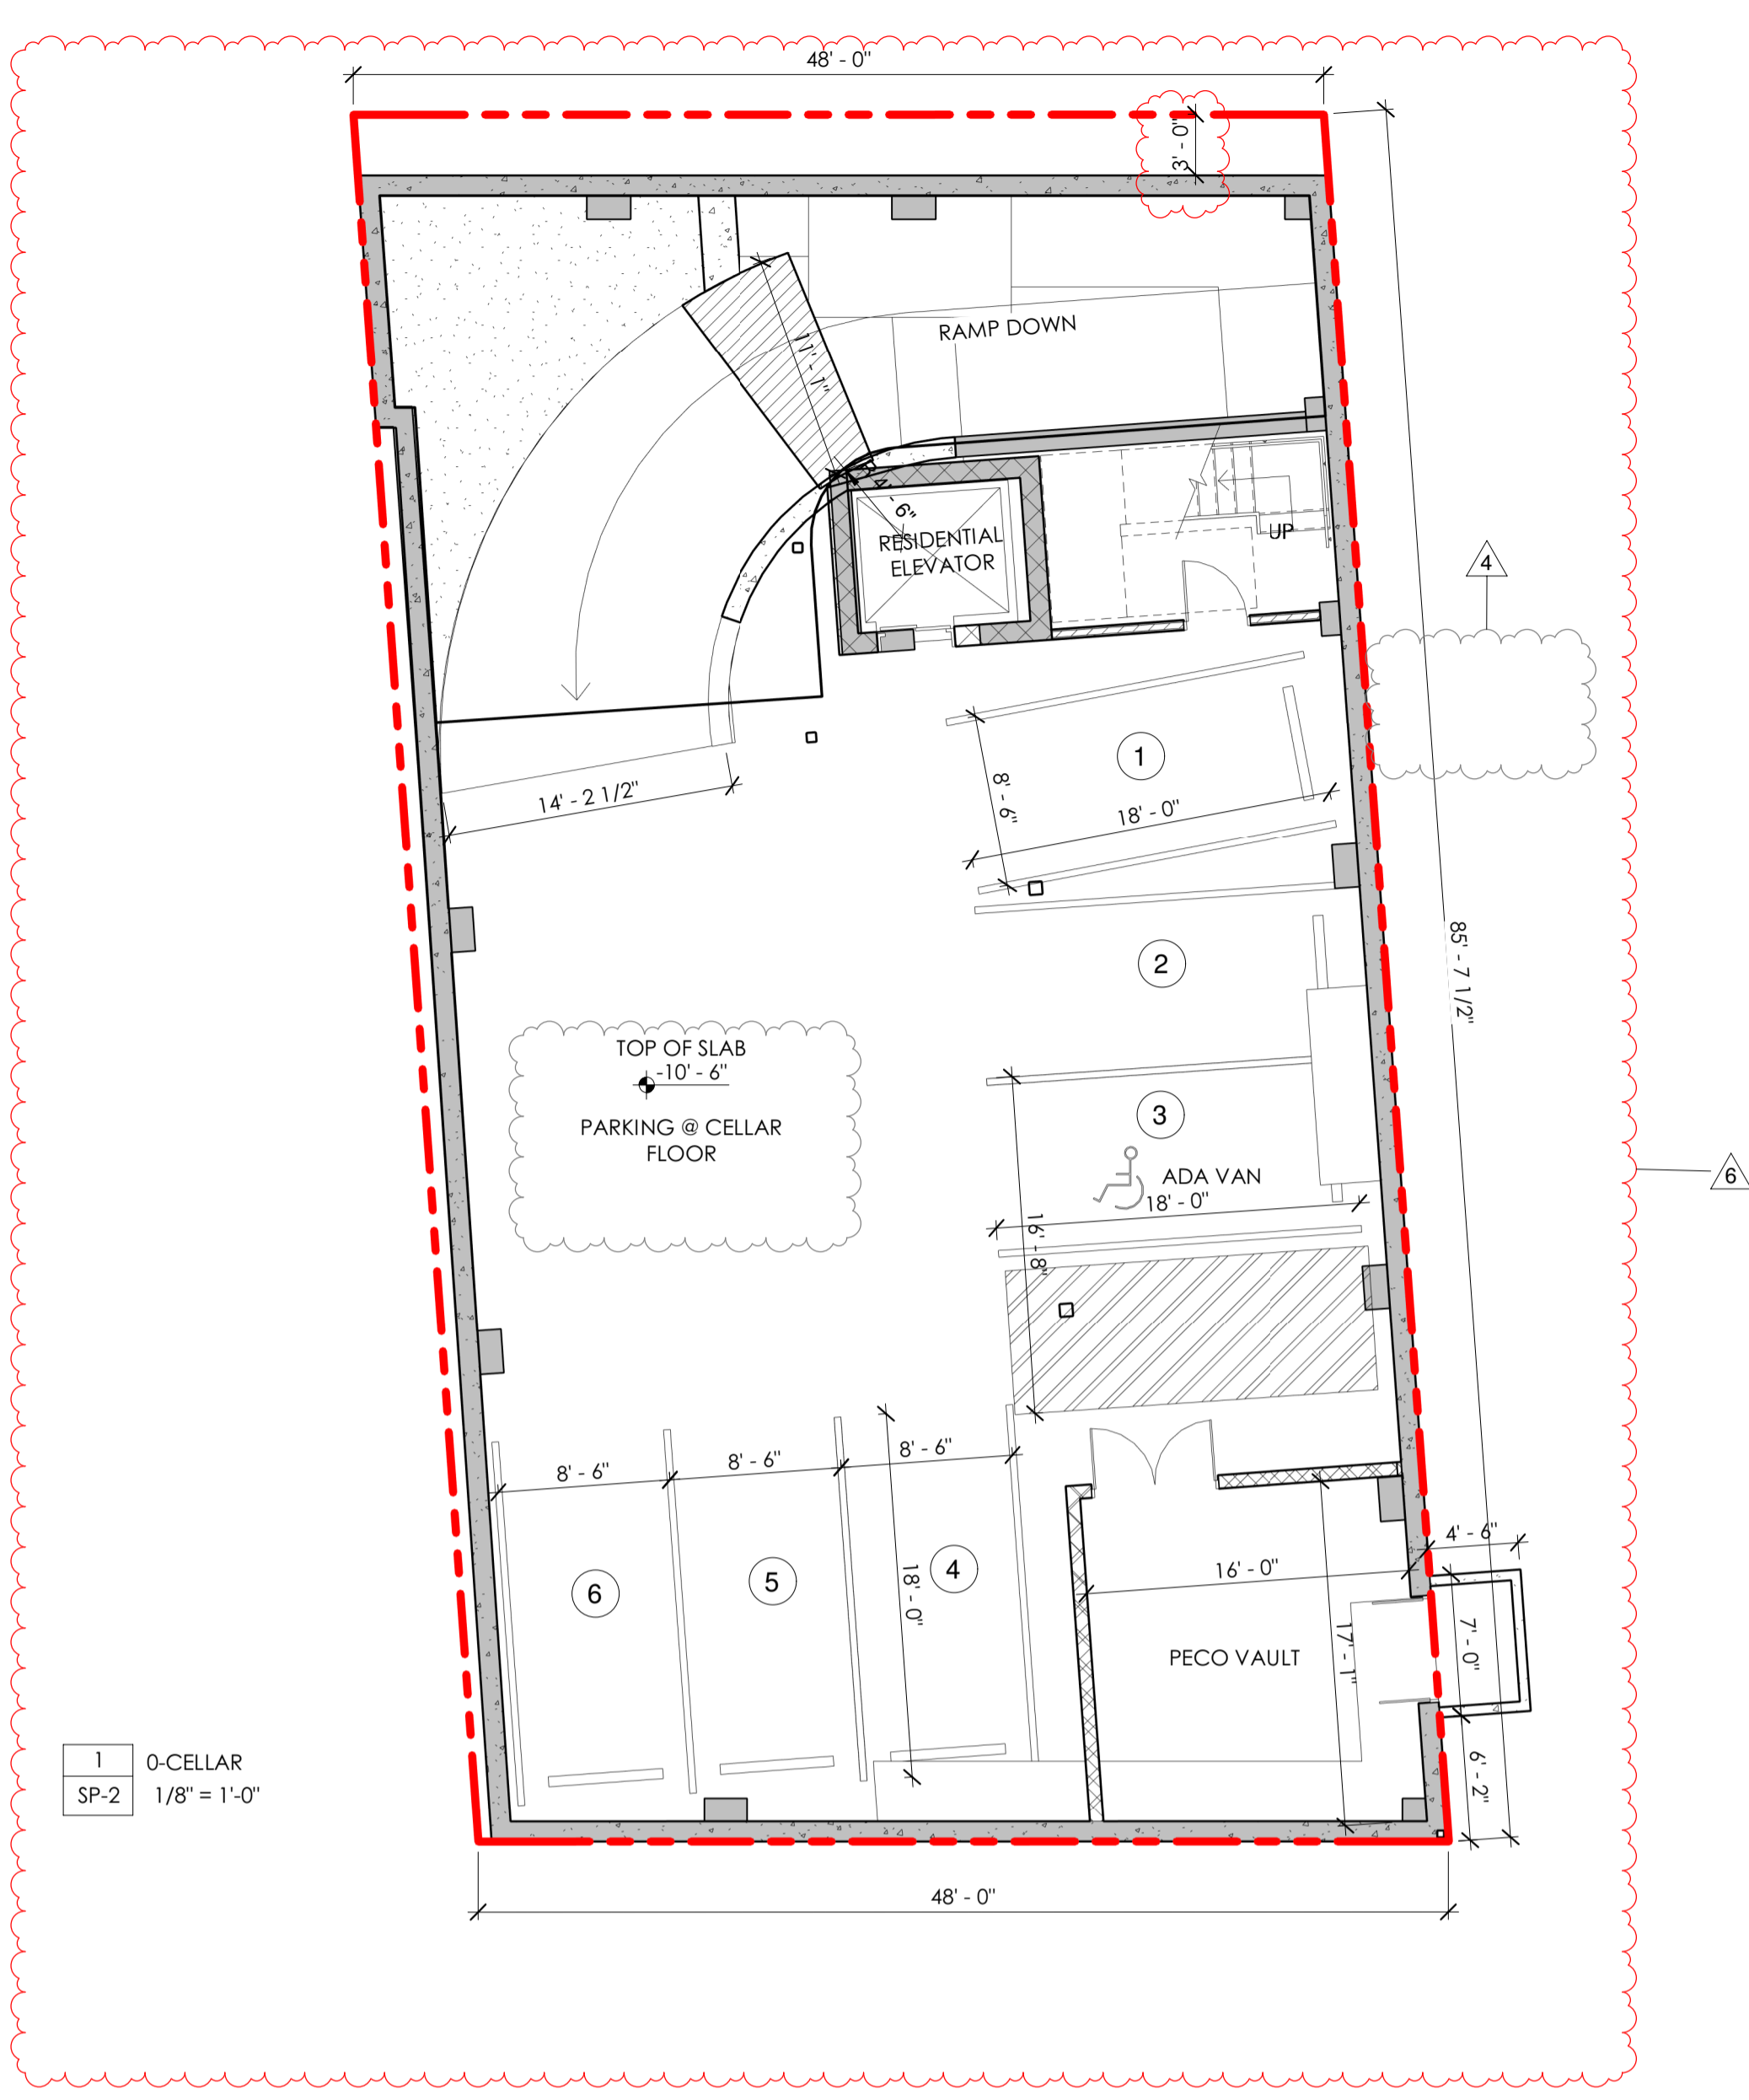 48' - 0"
3' - 0"
RAMP DOWN
11' - 1"
4' - 6"
RESIDENTIAL
ELEVATOR
UP
4
1
8' - 6"
18' - 0"
14' - 2 1/2"
85' - 7 1/2"
2
TOP OF SLAB
-10' - 6"
PARKING @ CELLAR
FLOOR
3
ADA VAN
18' - 0"
16' - 8"
6
8' - 6"
8' - 6"
8' - 6"
4' - 6"
6
5
4
18' - 0"
16' - 0"
PECO VAULT
17' - 1"
7' - 0"
6' - 2"
1
0-CELLAR
SP-2
1/8" = 1'-0"
48' - 0"